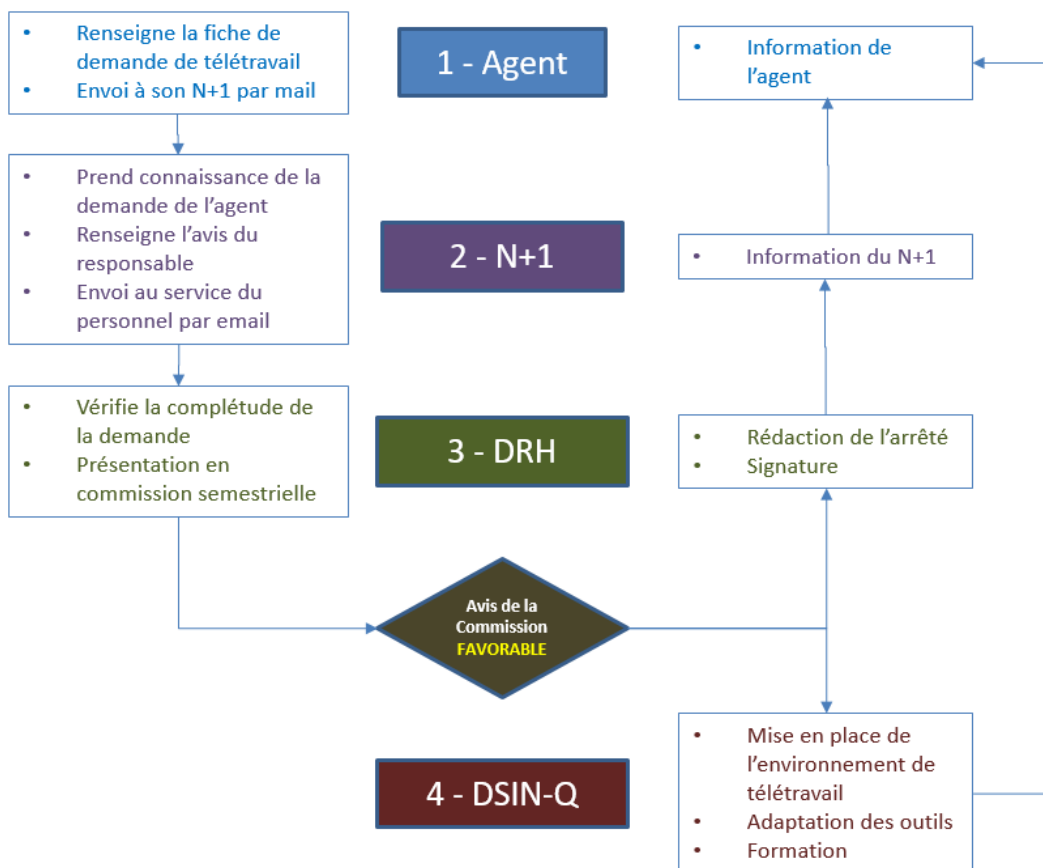 • Renseigne la fiche de
demande de télétravail
• Envoi à son N+1 par mail
1 - Agent
• Information de
l'agent
• Prend connaissance de la
demande de l'agent
• Renseigne l'avis du
responsable
• Envoi au service du
personnel par email
2 - N+1
• Information du N+1
• Vérifie la complétude de
la demande
• Présentation en
commission semestrielle
3 - DRH
• Rédaction de l'arrêté
• Signature
Avis de la
Commission
FAVORABLE
4 - DSIN-Q
• Mise en place de
l'environnement de
télétravail
• Adaptation des outils
• Formation